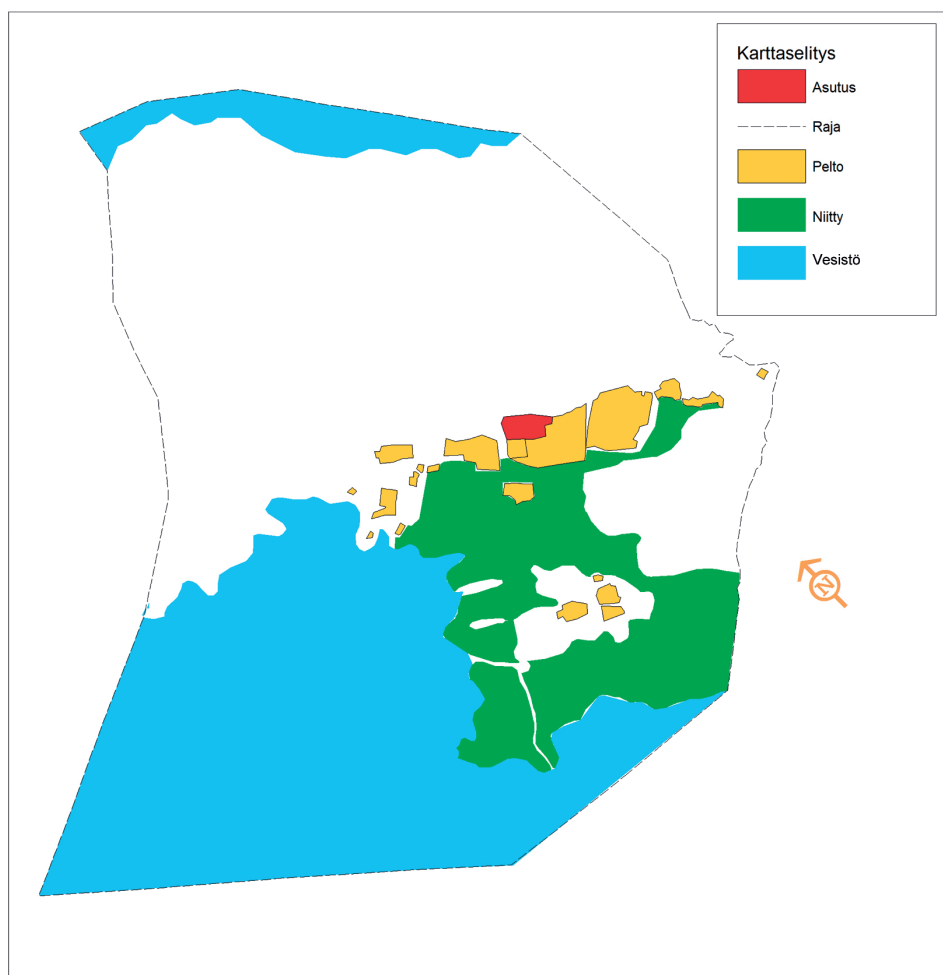 Karttaselitys
Asutus
Raja
Pelto
Niitty
Vesistö
N